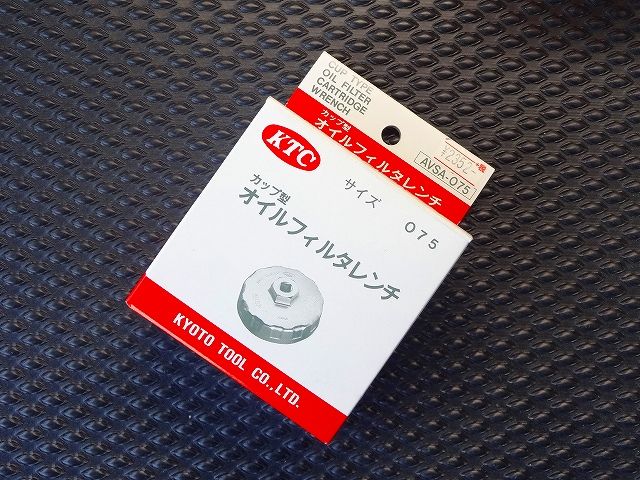 CUP TYPE
OIL FILTER
CARTRIDGE
WRENCH
カップ型
オイルフィルタレンチ
+税
AVSA-075
KTC
サイズ 075
カップ型
オイルフィルタレンチ
KYOTO TOOL CO.,LTD.